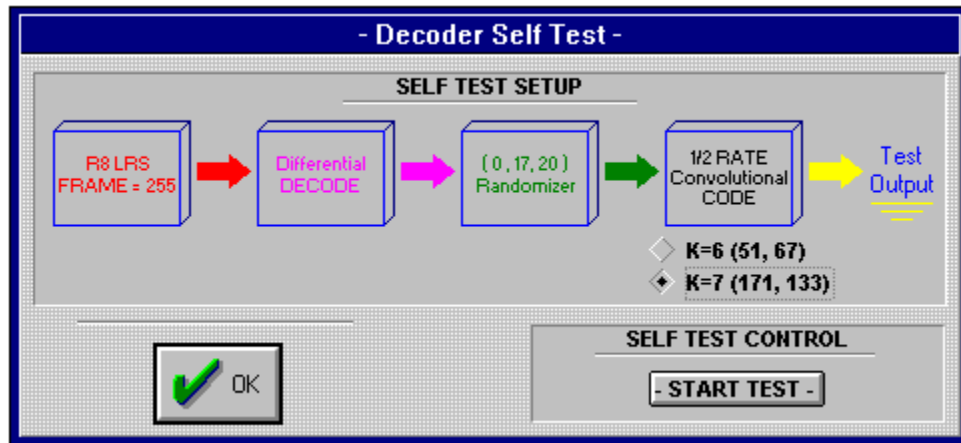 - Decoder Self Test -
SELF TEST SETUP
R8 LRS
FRAME = 255
Differential
DECODE
( 0 , 17, 20 )
Randomizer
1/2 RATE
Convolutional
CODE
Test
Output
K=6 (51, 67)
K=7 (171, 133)
OK
SELF TEST CONTROL
- START TEST -